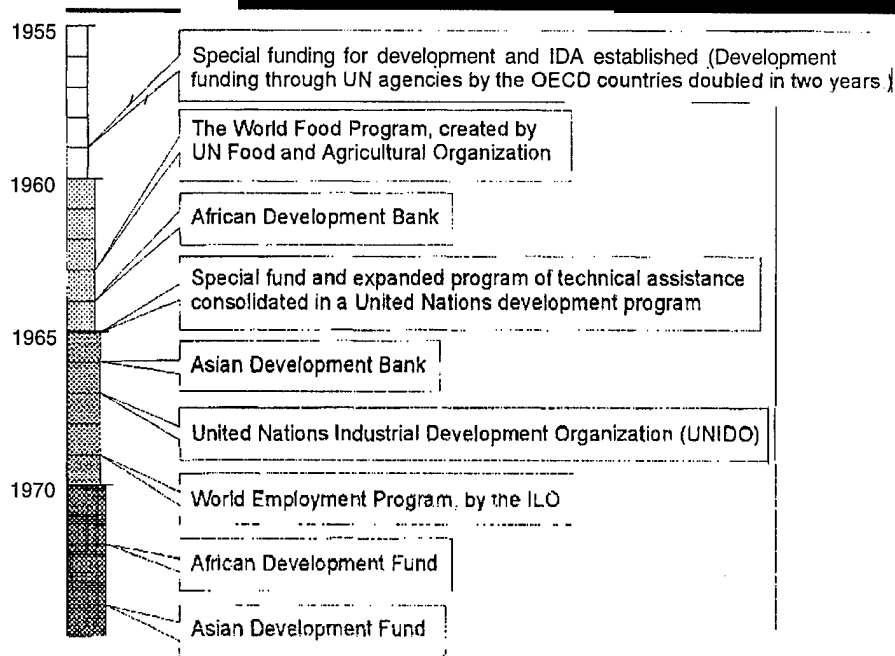 1955
Special funding for development and IDA established (Development
funding through UN agencies by the OECD countries doubled in two years.)
The World Food Program, created by
UN Food and Agricultural Organization
1960
African Development Bank
Special fund and expanded program of technical assistance
consolidated in a United Nations development program
1965
Asian Development Bank
United Nations Industrial Development Organization (UNIDO)
1970
World Employment Program, by the ILO
African Development Fund
Asian Development Fund